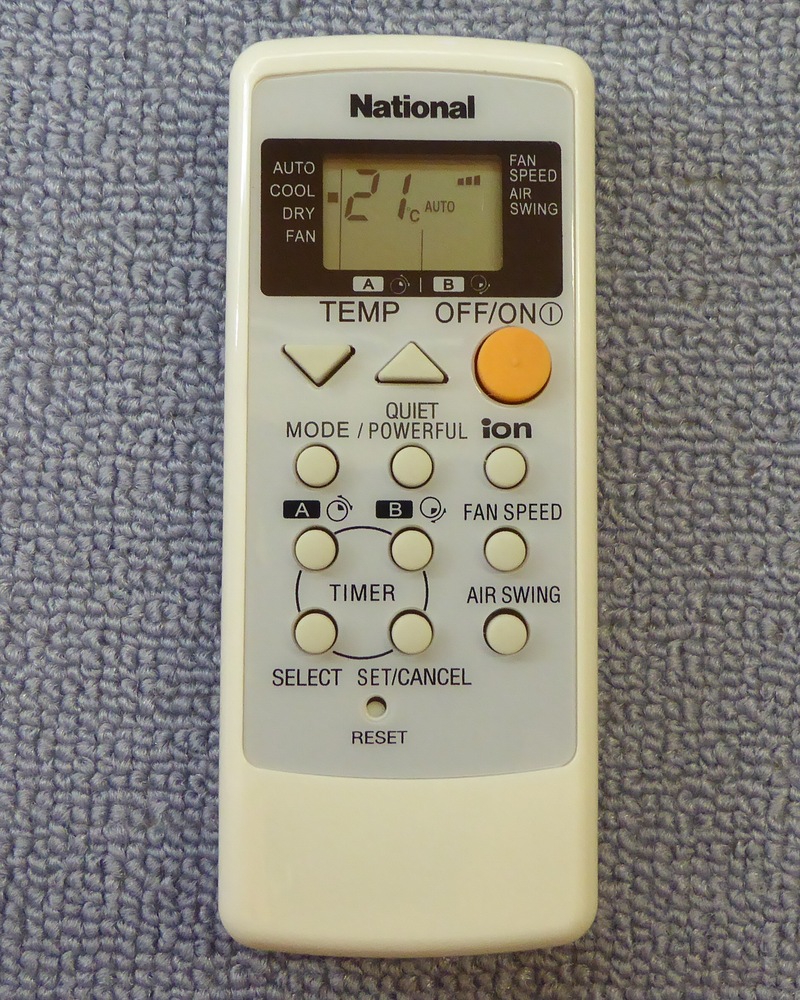 National
AUTO
COOL
DRY
FAN
21°C AUTO
FAN
SPEED
AIR
SWING
A B
TEMP OFF/ON
QUIET
MODE / POWERFUL ion
A B FAN SPEED
TIMER AIR SWING
SELECT SET/CANCEL
RESET